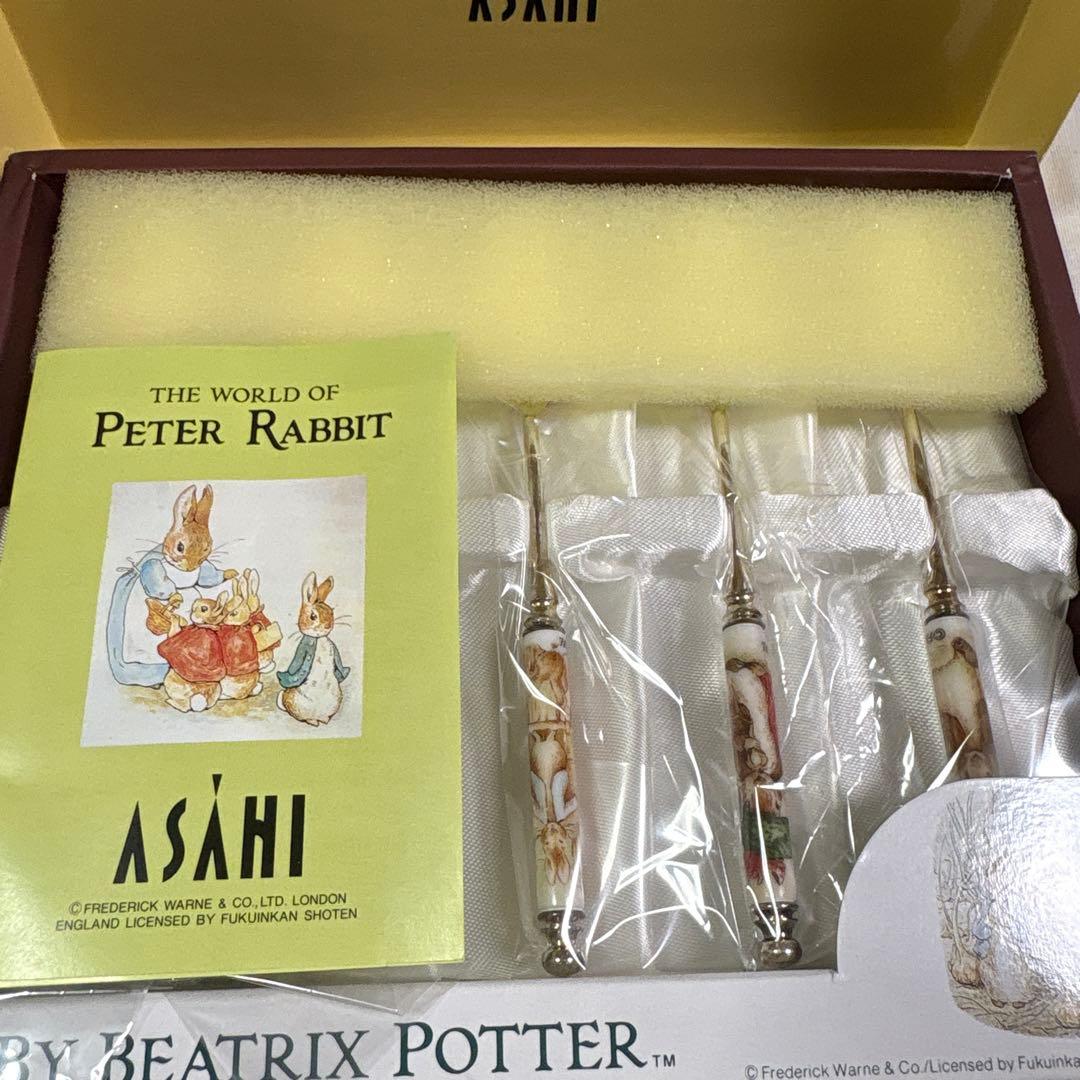 ASAHI
THE WORLD OF
PETER RABBIT
ASAHI
© FREDERICK WARNE & CO., LTD. LONDON
ENGLAND LICENSED BY FUKUINKAN SHOTEN
BY BEATRIX POTTER™
© Frederick Warne & Co./Licensed by Fukuinka